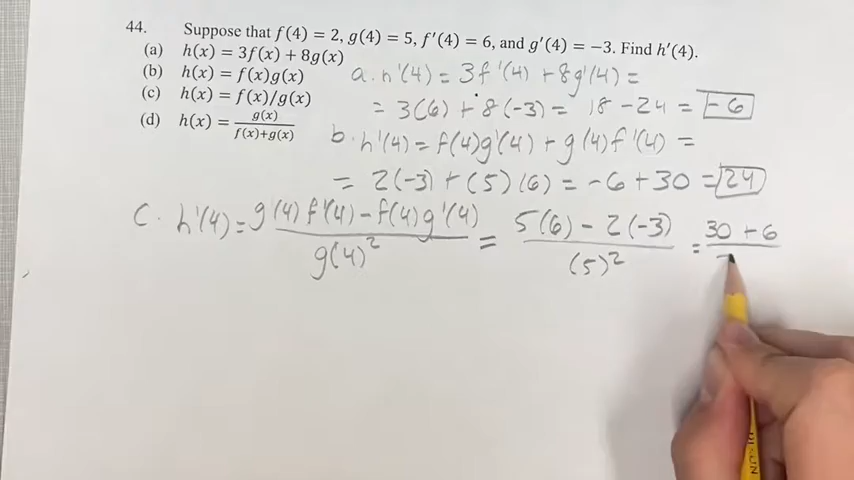 44. Suppose that f(4) = 2, g(4) = 5, f′(4) = 6, and g′(4) = −3. Find h′(4).
(a) h(x) = 3f(x) + 8g(x)
(b) h(x) = f(x)g(x)
(c) h(x) = f(x)/g(x)
(d) h(x) = g(x)/f(x)+g(x)
a. h'(4) = 3f'(4) + 8g'(4) =
= 3(6) + 8(-3) = 18 - 24 = -6
b. h'(4) = f(4)g'(4) + g(4)f'(4) =
= 2(-3) + (5)(6) = -6 + 30 = 24
C. h'(4) = g(4)f'(4) - f(4)g'(4) / g(4)² = 5(6) - 2(-3) / (5)² = 30 + 6